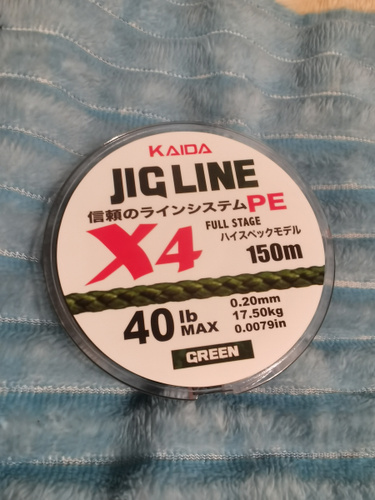 KAIDA
JIG LINE
信頼のラインシステムPE
X4
FULL STAGE
ハイスペックモデル
150m
40 lb MAX
0.20mm
17.50kg
0.0079in
GREEN